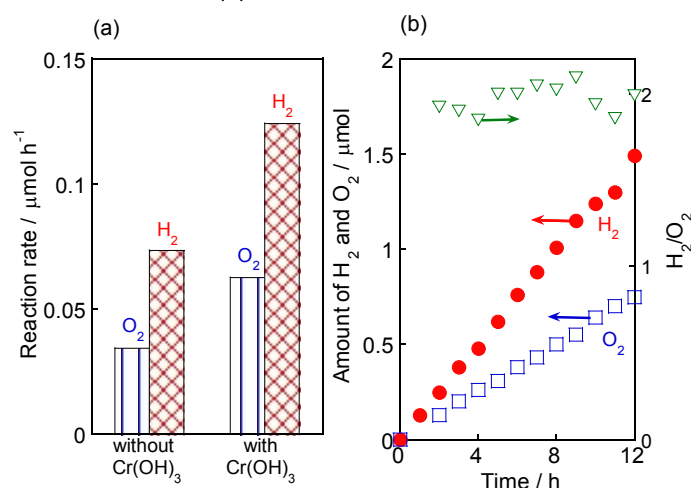 (a)
Reaction rate / μmol h⁻¹
0.15
0.1
0.05
0
O₂
H₂
O₂
H₂
without
Cr(OH)₃
with
Cr(OH)₃
(b)
Amount of H₂ and O₂ / μmol
2
1.5
1
0.5
0
H₂
O₂
2
1
0
H₂/O₂
0
4
8
12
Time / h